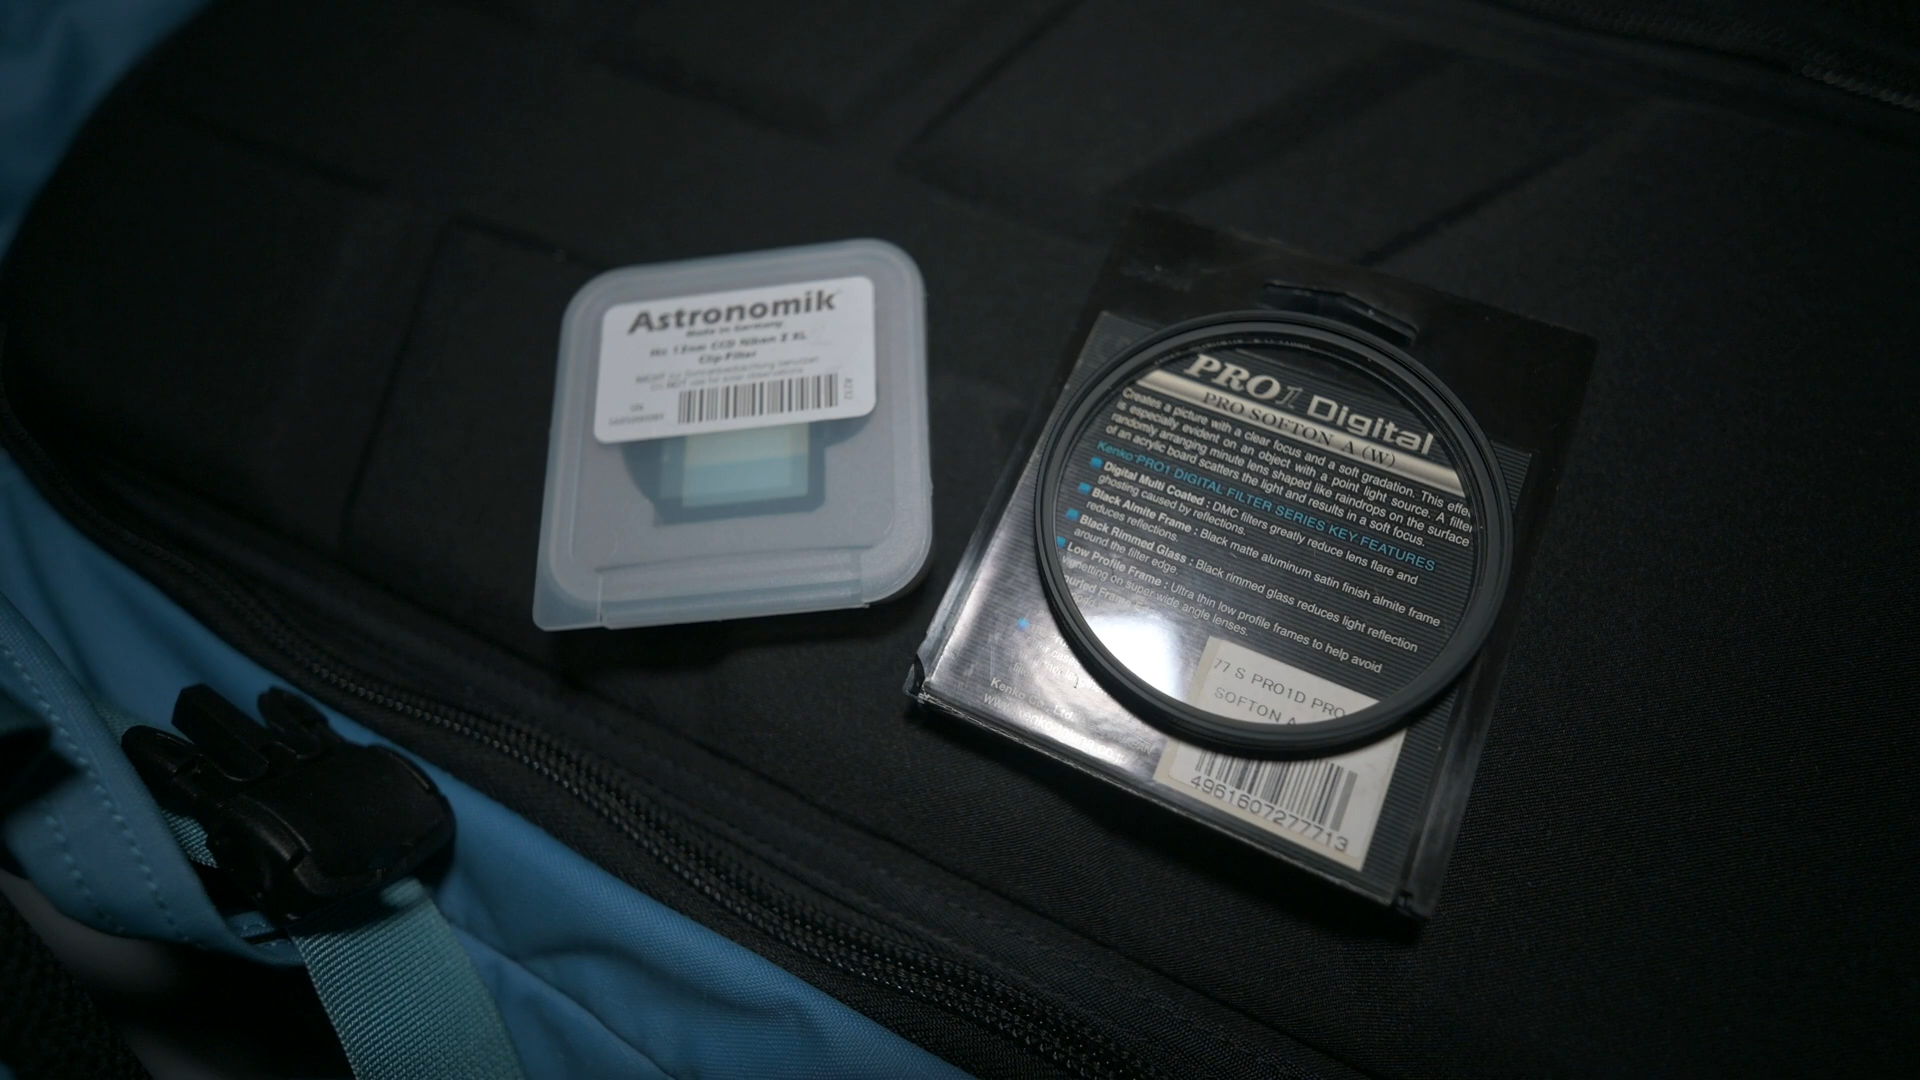 Astronomik
Made in Germany
Hα 12nm CCD Nikon Z XL
Clip-Filter
PRO1 Digital
PRO SOFTON A (W)
Creates a picture with a clear focus and a soft gradation. This effec
is especially evident on an object with a point light source. A filter
randomly arranging minute lens shaped like raindrops on the surface
of an acrylic board scatters the light and results in a soft focus.
Kenko PRO1 DIGITAL FILTER SERIES KEY FEATURES
Digital Multi Coated : DMC filters greatly reduce lens flare and
ghosting caused by reflections.
Black Almite Frame : Black matte aluminum satin finish almite frame
reduces reflections.
Black Rimmed Glass : Black rimmed glass reduces light reflection
around the filter edge.
Low Profile Frame : Ultra thin low profile frames to help avoid
vignetting on super wide angle lenses.
Kenko Co., Ltd.
77 S PRO1D PRO
SOFTON A
4961607277713